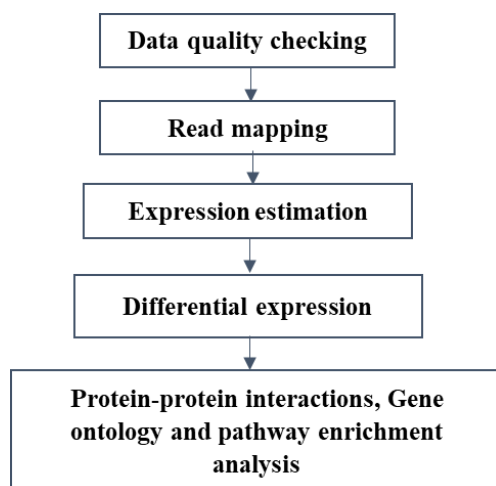 Data quality checking
Read mapping
Expression estimation
Differential expression
Protein-protein interactions, Gene
ontology and pathway enrichment
analysis